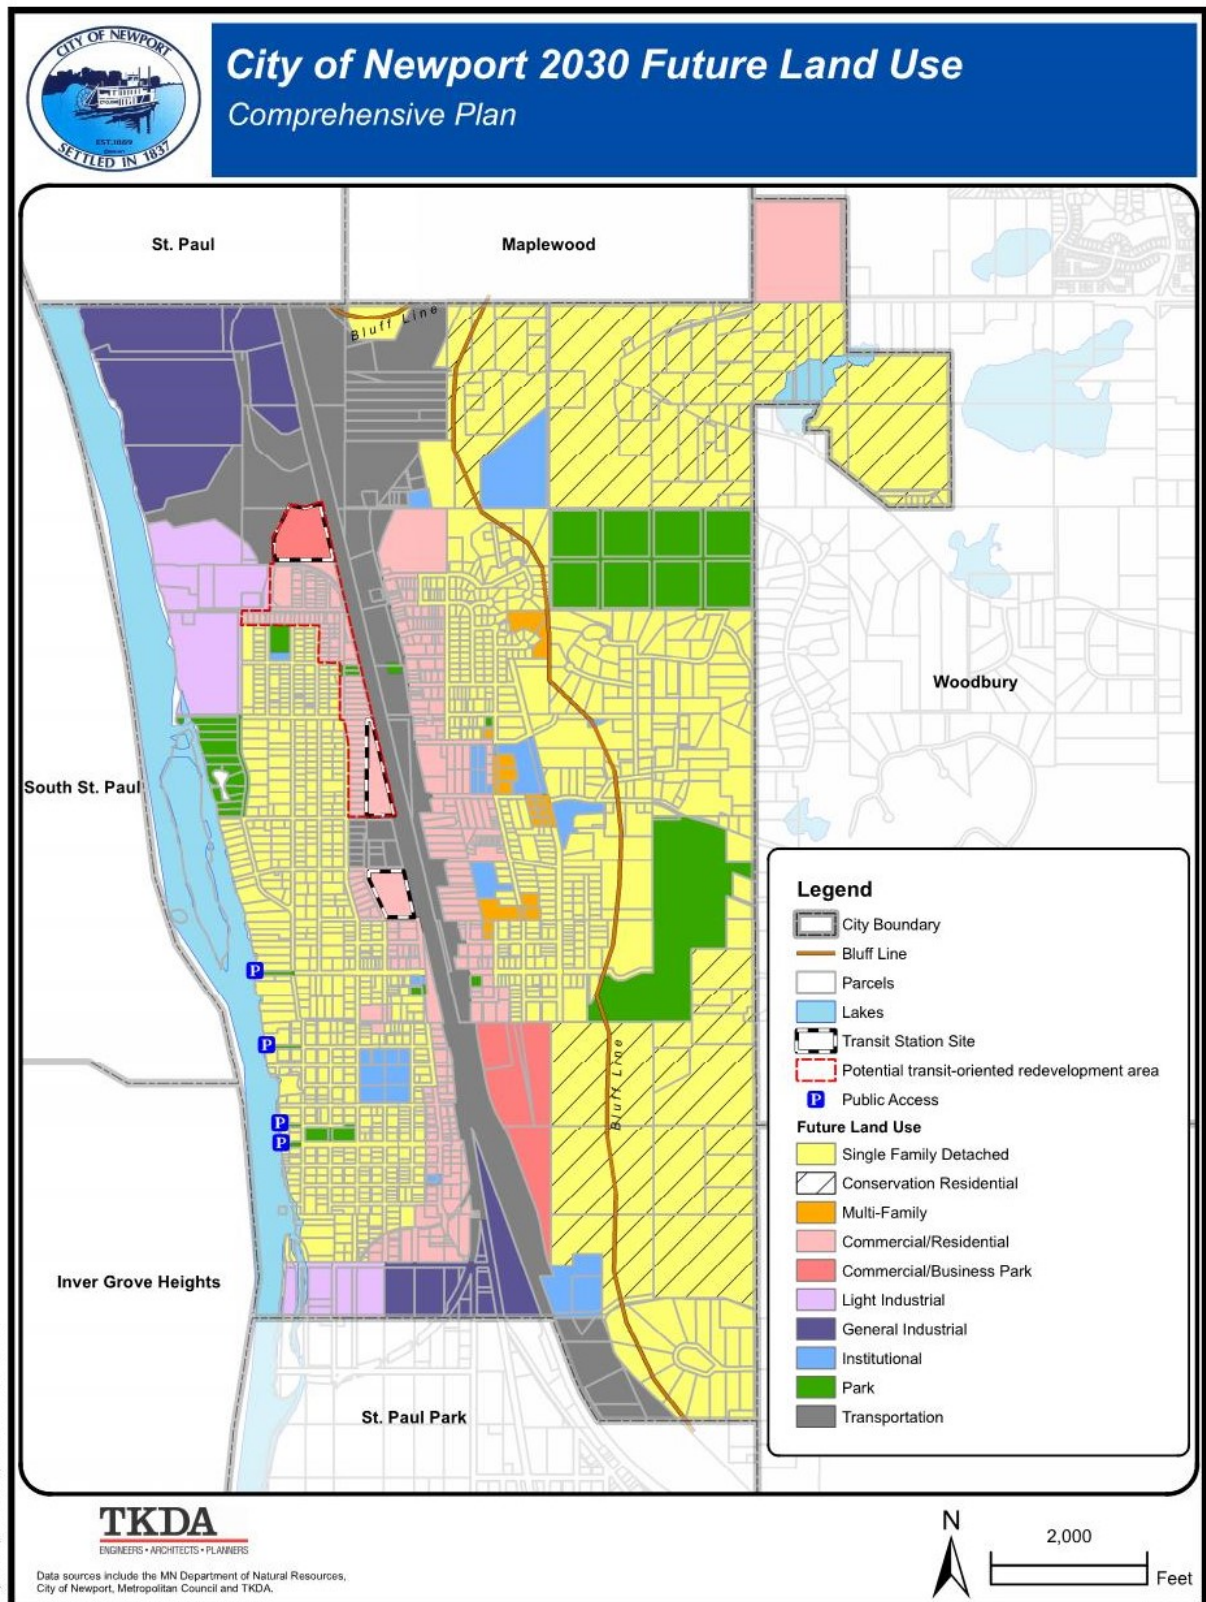 CITY OF NEWPORT
EST.1889
SETTLED IN 1837
City of Newport 2030 Future Land Use
Comprehensive Plan
St. Paul
Maplewood
Bluff Line
Woodbury
South St. Paul
Bluff Line
Inver Grove Heights
St. Paul Park
P
P
P
P
Legend
City Boundary
Bluff Line
Parcels
Lakes
Transit Station Site
Potential transit-oriented redevelopment area
P Public Access
Future Land Use
Single Family Detached
Conservation Residential
Multi-Family
Commercial/Residential
Commercial/Business Park
Light Industrial
General Industrial
Institutional
Park
Transportation
TKDA
ENGINEERS • ARCHITECTS • PLANNERS
Data sources include the MN Department of Natural Resources,
City of Newport, Metropolitan Council and TKDA.
N
2,000
Feet